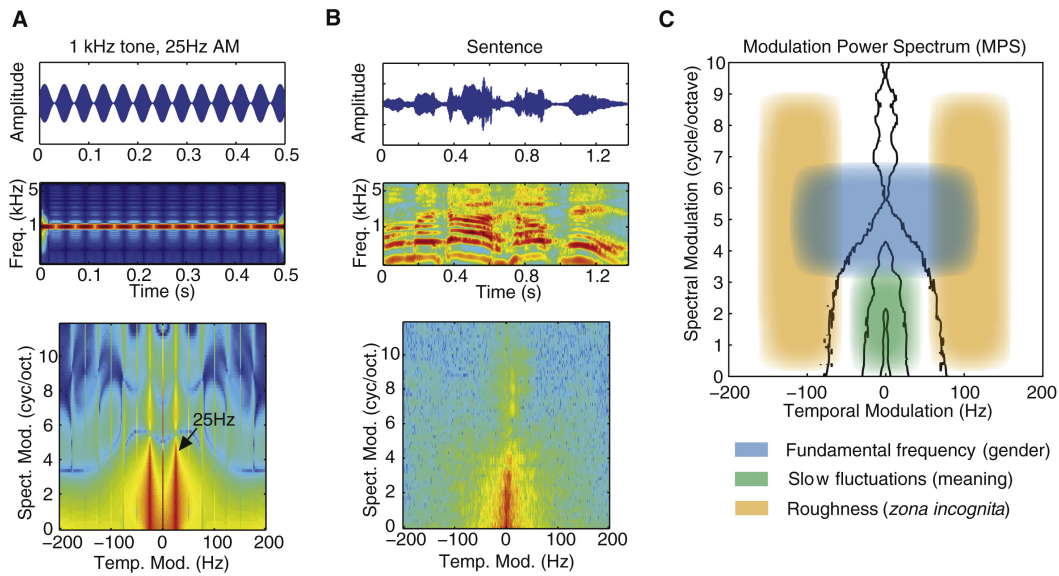 A
1 kHz tone, 25Hz AM
Amplitude
0 0.1 0.2 0.3 0.4 0.5
Freq. (kHz)
5
1
0 0.1 0.2 0.3 0.4 0.5
Time (s)
Spect. Mod. (cyc/oct.)
10
8
6
4
2
0
25Hz
−200 −100 0 100 200
Temp. Mod. (Hz)
B
Sentence
Amplitude
0 0.4 0.8 1.2
Freq. (kHz)
5
1
0 0.4 0.8 1.2
Time (s)
Spect. Mod. (cyc/oct.)
10
8
6
4
2
0
−200 −100 0 100 200
Temp. Mod. (Hz)
C
Modulation Power Spectrum (MPS)
Spectral Modulation (cycle/octave)
10
9
8
7
6
5
4
3
2
1
0
−200 −100 0 100 200
Temporal Modulation (Hz)
Fundamental frequency (gender)
Slow fluctuations (meaning)
Roughness (zona incognita)